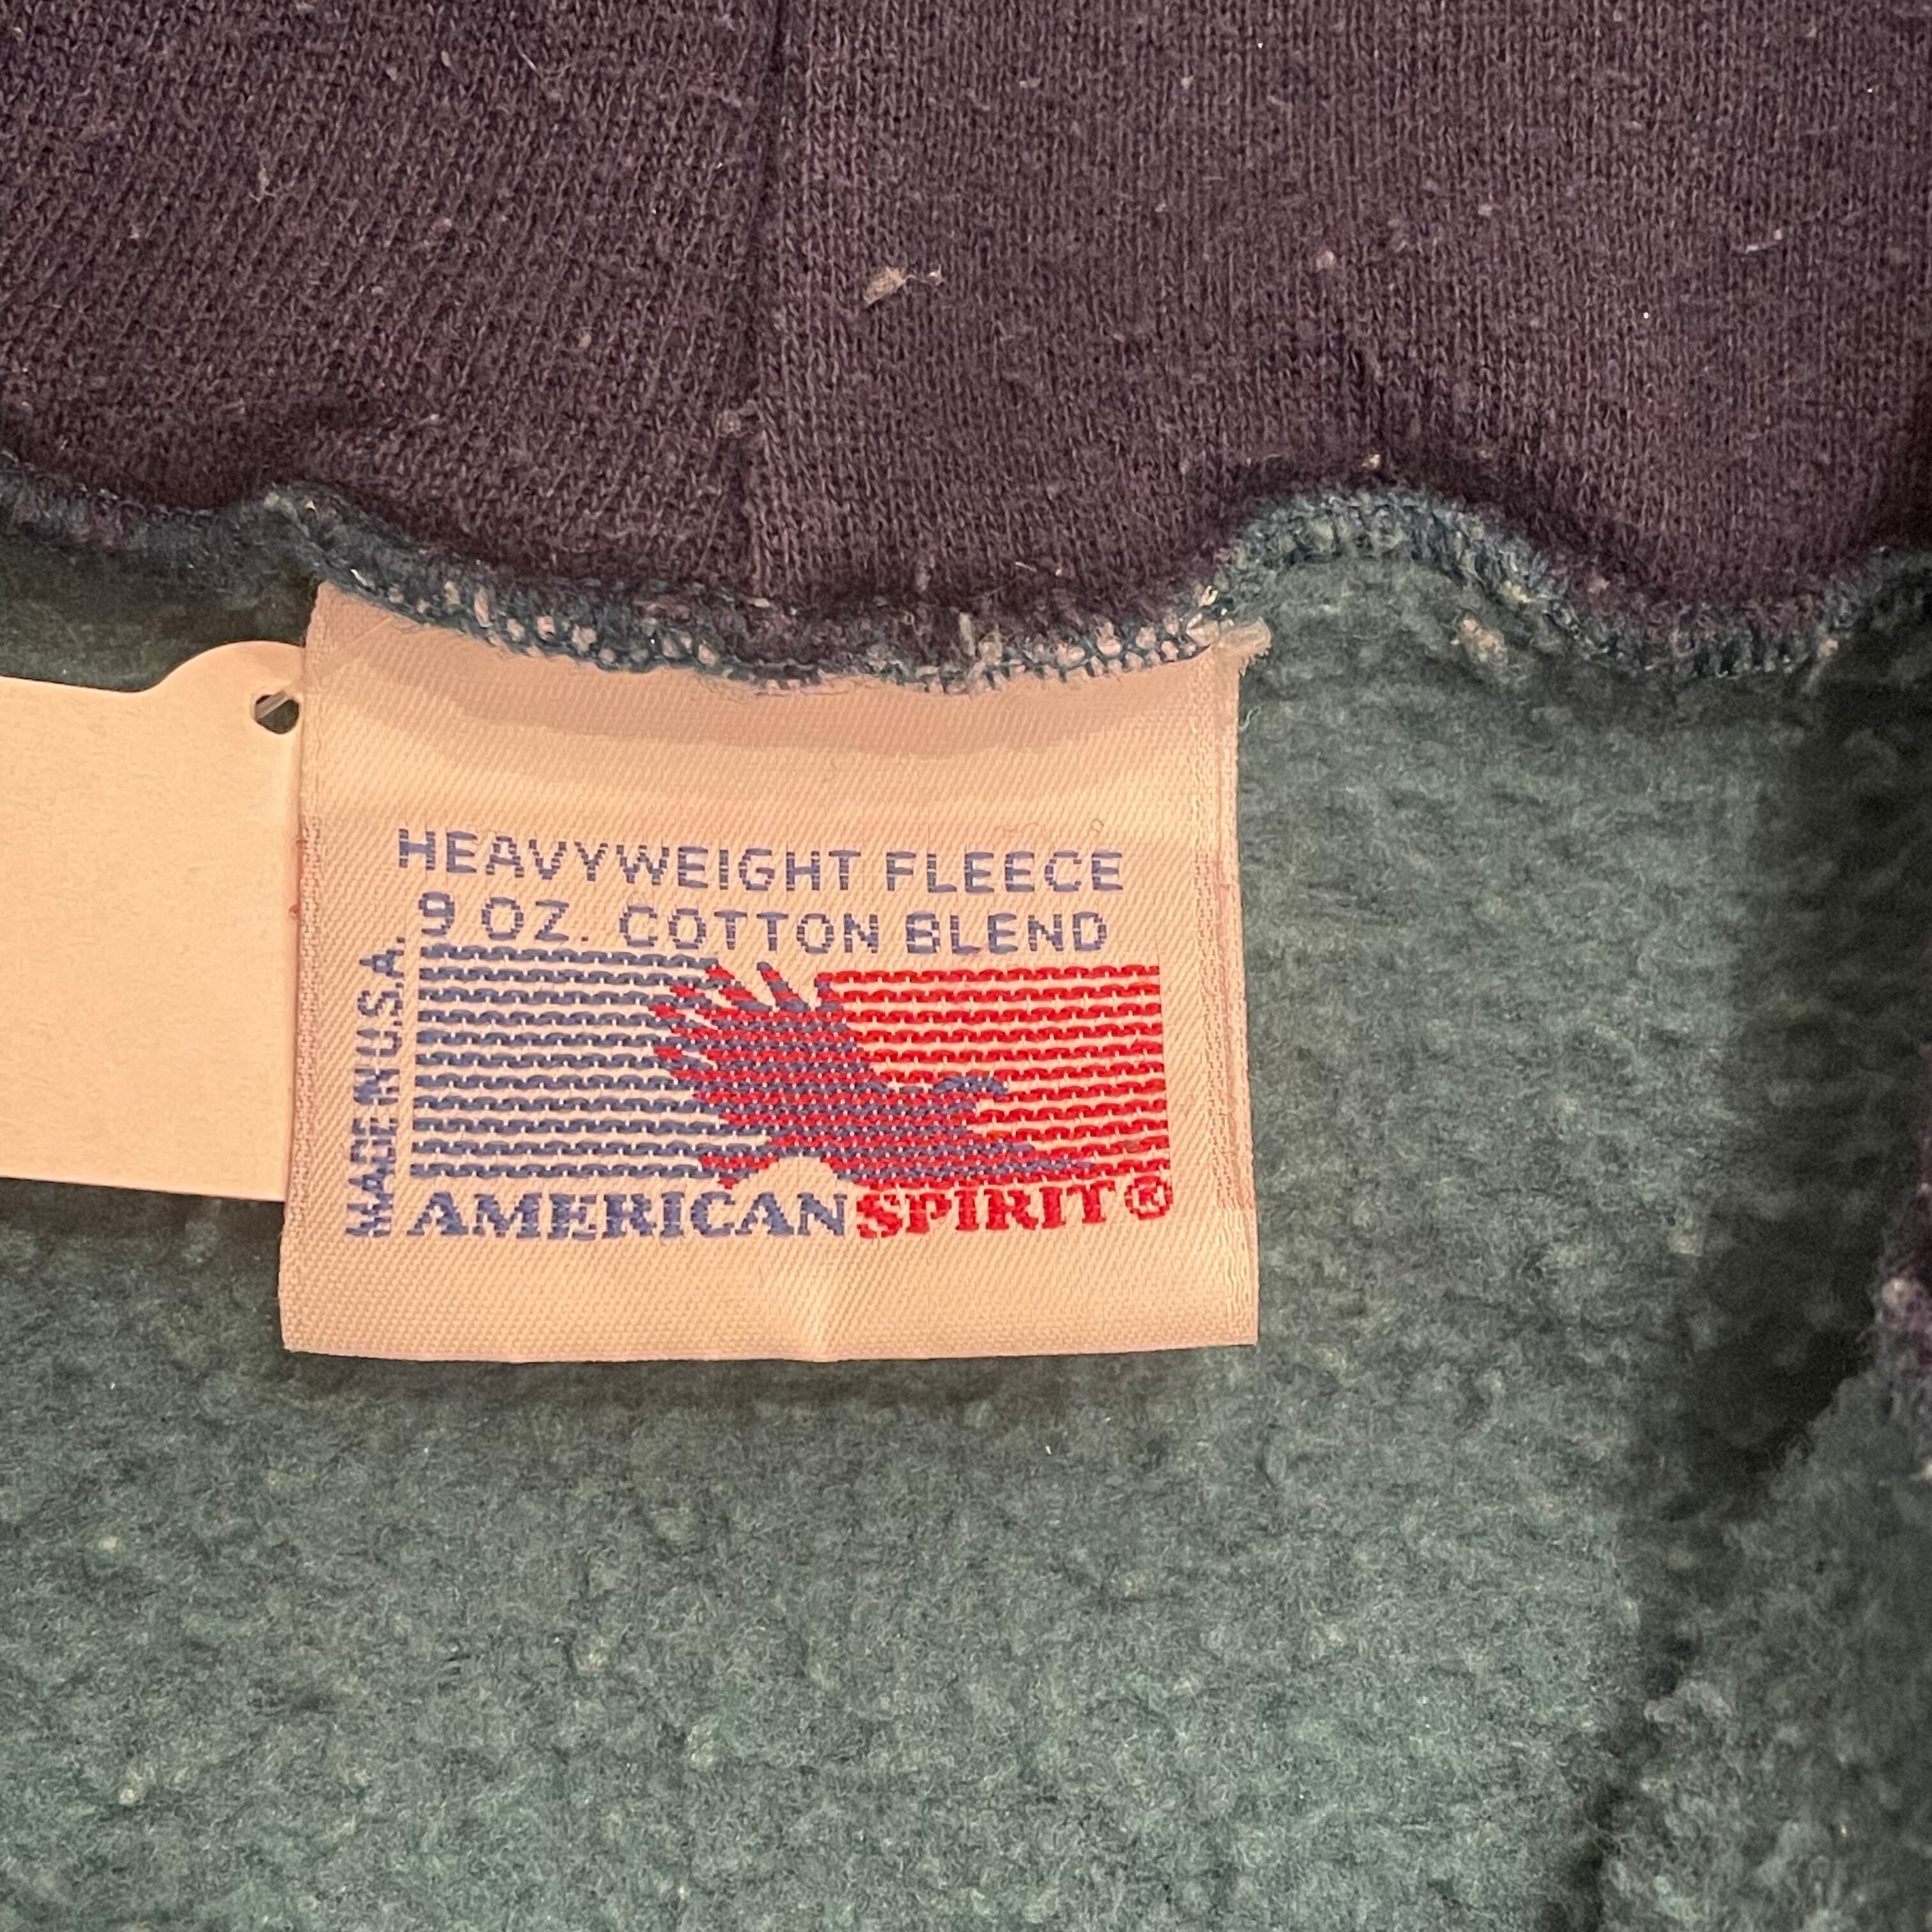 HEAVYWEIGHT FLEECE
9 OZ. COTTON BLEND
MADE IN U.S.A.
AMERICAN SPIRIT®